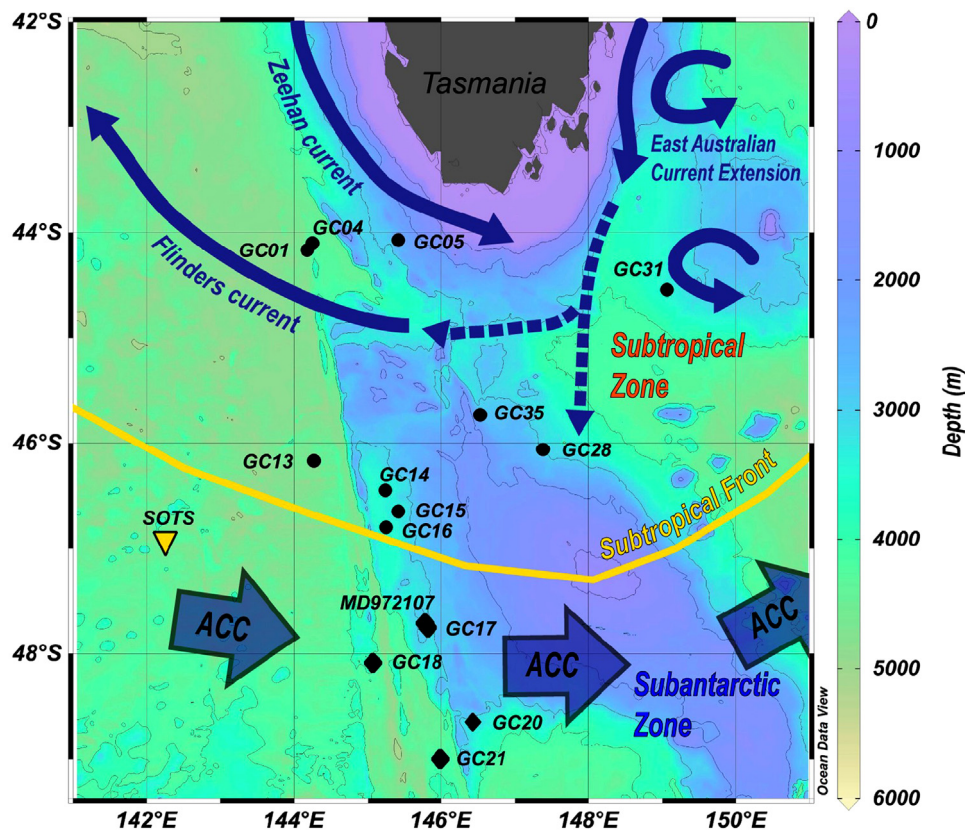 42°S
44°S
46°S
48°S
142°E
144°E
146°E
148°E
150°E
Tasmania
Zeehan current
East Australian
Current Extension
Flinders current
GC04
GC01
GC05
GC31
Subtropical
Zone
GC35
GC28
GC13
GC14
GC15
GC16
SOTS
Subtropical Front
MD972107
GC17
GC18
ACC
ACC
ACC
Subantarctic
Zone
GC20
GC21
Ocean Data View
0
1000
2000
3000
4000
5000
6000
Depth (m)